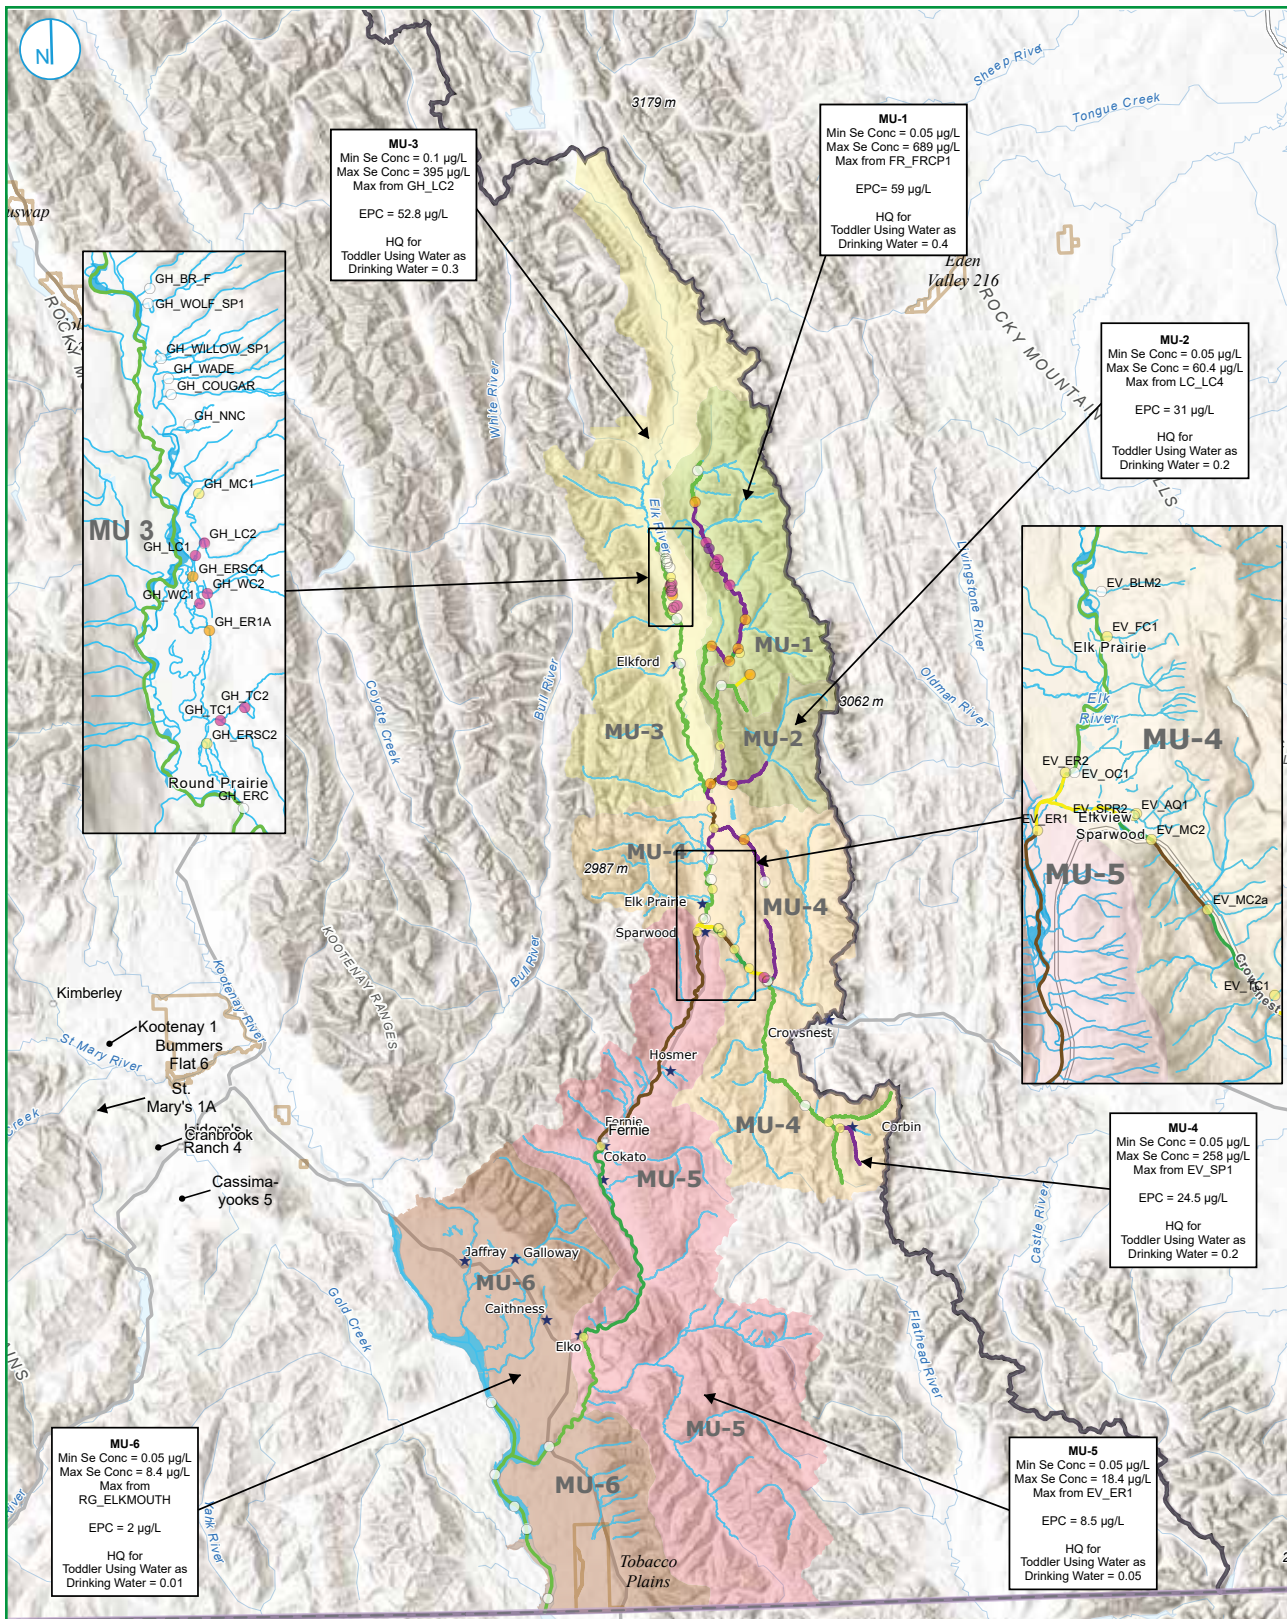 N
3179 m
Sheep River
Tongue Creek
MU-3
Min Se Conc = 0.1 µg/L
Max Se Conc = 395 µg/L
Max from GH_LC2
EPC = 52.8 µg/L
HQ for
Toddler Using Water as
Drinking Water = 0.3
MU-1
Min Se Conc = 0.05 µg/L
Max Se Conc = 689 µg/L
Max from FR_FRCP1
EPC= 59 µg/L
HQ for
Toddler Using Water as
Drinking Water = 0.4
Eden
Valley 216
ROCKY MOUNTAIN
MU-2
Min Se Conc = 0.05 µg/L
Max Se Conc = 60.4 µg/L
Max from LC_LC4
EPC = 31 µg/L
HQ for
Toddler Using Water as
Drinking Water = 0.2
GH_BR_F
GH_WOLF_SP1
GH_WILLOW_SP1
GH_WADE
GH_COUGAR
GH_NNC
GH_MC1
MU 3
GH_LC2
GH_LC1
GH_ERSC4
GH_WC2
GH_WC1
GH_ER1A
GH_TC2
GH_TC1
GH_ERSC2
Round Prairie
GH_ERC
White River
Elk River
Livingstone River
Oldman River
Bull River
Coyote Creek
MU-1
Elkford
3062 m
MU-3
MU-2
MU-4
2987 m
Elk Prairie
MU-4
Sparwood
Bull River
KOOTENAY RANGES
EV_BLM2
EV_FC1
Elk Prairie
Elk
River
MU-4
EV_ER2
EV_OC1
EV_SPR2
EV_AQ1
EV_ER1
Elkview
Sparwood
EV_MC2
MU-5
EV_MC2a
EV_TC1
Crowsnest
Kimberley
Kootenay River
Kootenay 1
Bummers
Flat 6
St Mary River
St.
Mary's 1A
Creek
Cranbrook
Ranch 4
Cassima-
yooks 5
Crowsnest
Hosmer
Fernie
Fernie
Cokato
MU-4
Corbin
MU-5
MU-4
Min Se Conc = 0.05 µg/L
Max Se Conc = 258 µg/L
Max from EV_SP1
EPC = 24.5 µg/L
HQ for
Toddler Using Water as
Drinking Water = 0.2
Castle River
Jaffray
Galloway
MU-6
Caithness
Elko
Gold Creek
Flathead River
MU-5
MU-6
MU-6
Min Se Conc = 0.05 µg/L
Max Se Conc = 8.4 µg/L
Max from
RG_ELKMOUTH
EPC = 2 µg/L
HQ for
Toddler Using Water as
Drinking Water = 0.01
Tobacco
Plains
MU-5
Min Se Conc = 0.05 µg/L
Max Se Conc = 18.4 µg/L
Max from EV_ER1
EPC = 8.5 µg/L
HQ for
Toddler Using Water as
Drinking Water = 0.05